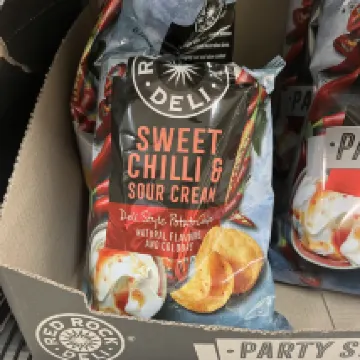 RED ROCK
DELI
SWEET
CHILLI &
SOUR CREAM
Deli Style Potato Chips
NATURAL FLAVOURS
AND COLOURS
PA
RED ROCK
DELI
PARTY S